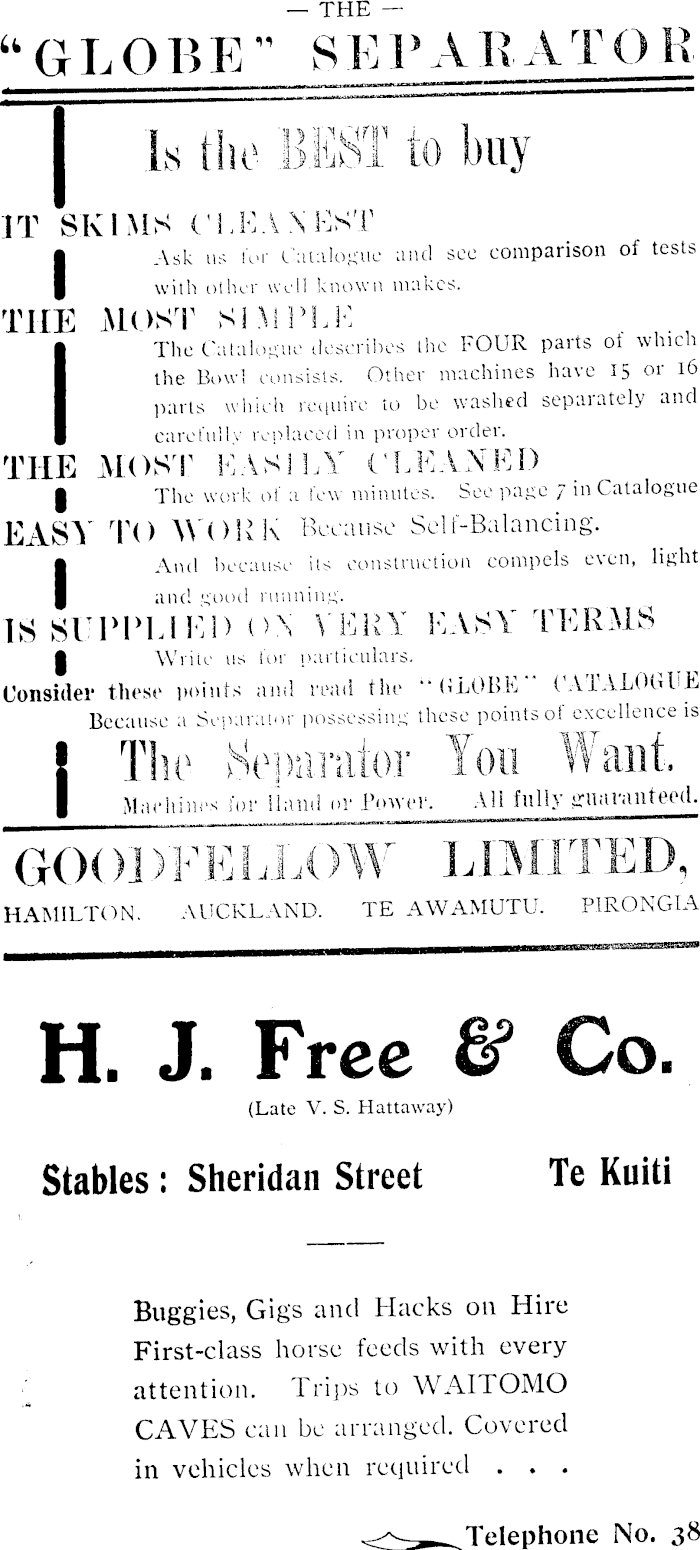 — THE —
“GLOBE” SEPARATOR
Is the BEST to buy
IT SKIMS CLEANEST
Ask us for Catalogue and see comparison of tests
with other well known makes.
THE MOST SIMPLE
The Catalogue describes the FOUR parts of which
the Bowl consists. Other machines have 15 or 16
parts which require to be washed separately and
carefully replaced in proper order.
THE MOST EASILY CLEANED
The work of a few minutes. See page 7 in Catalogue
EASY TO WORK Because Self-Balancing.
And because its construction compels even, light
and good running.
IS SUPPLIED ON VERY EASY TERMS
Write us for particulars.
Consider these points and read the “GLOBE” CATALOGUE
Because a Separator possessing these points of excellence is
The Separator You Want.
Machines for Hand or Power. All fully guaranteed.
GOODFELLOW LIMITED,
HAMILTON. AUCKLAND. TE AWAMUTU. PIRONGIA
H. J. Free & Co.
(Late V. S. Hattaway)
Stables : Sheridan Street Te Kuiti
Buggies, Gigs and Hacks on Hire
First-class horse feeds with every
attention. Trips to WAITOMO
CAVES can be arranged. Covered
in vehicles when required . . .
Telephone No. 38